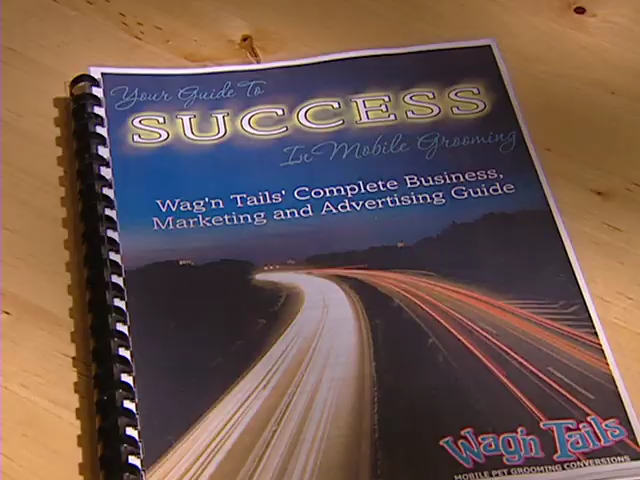 Your Guide To
SUCCESS
In Mobile Grooming
Wag'n Tails' Complete Business,
Marketing and Advertising Guide
Wag'n Tails
MOBILE PET GROOMING CONVERSIONS